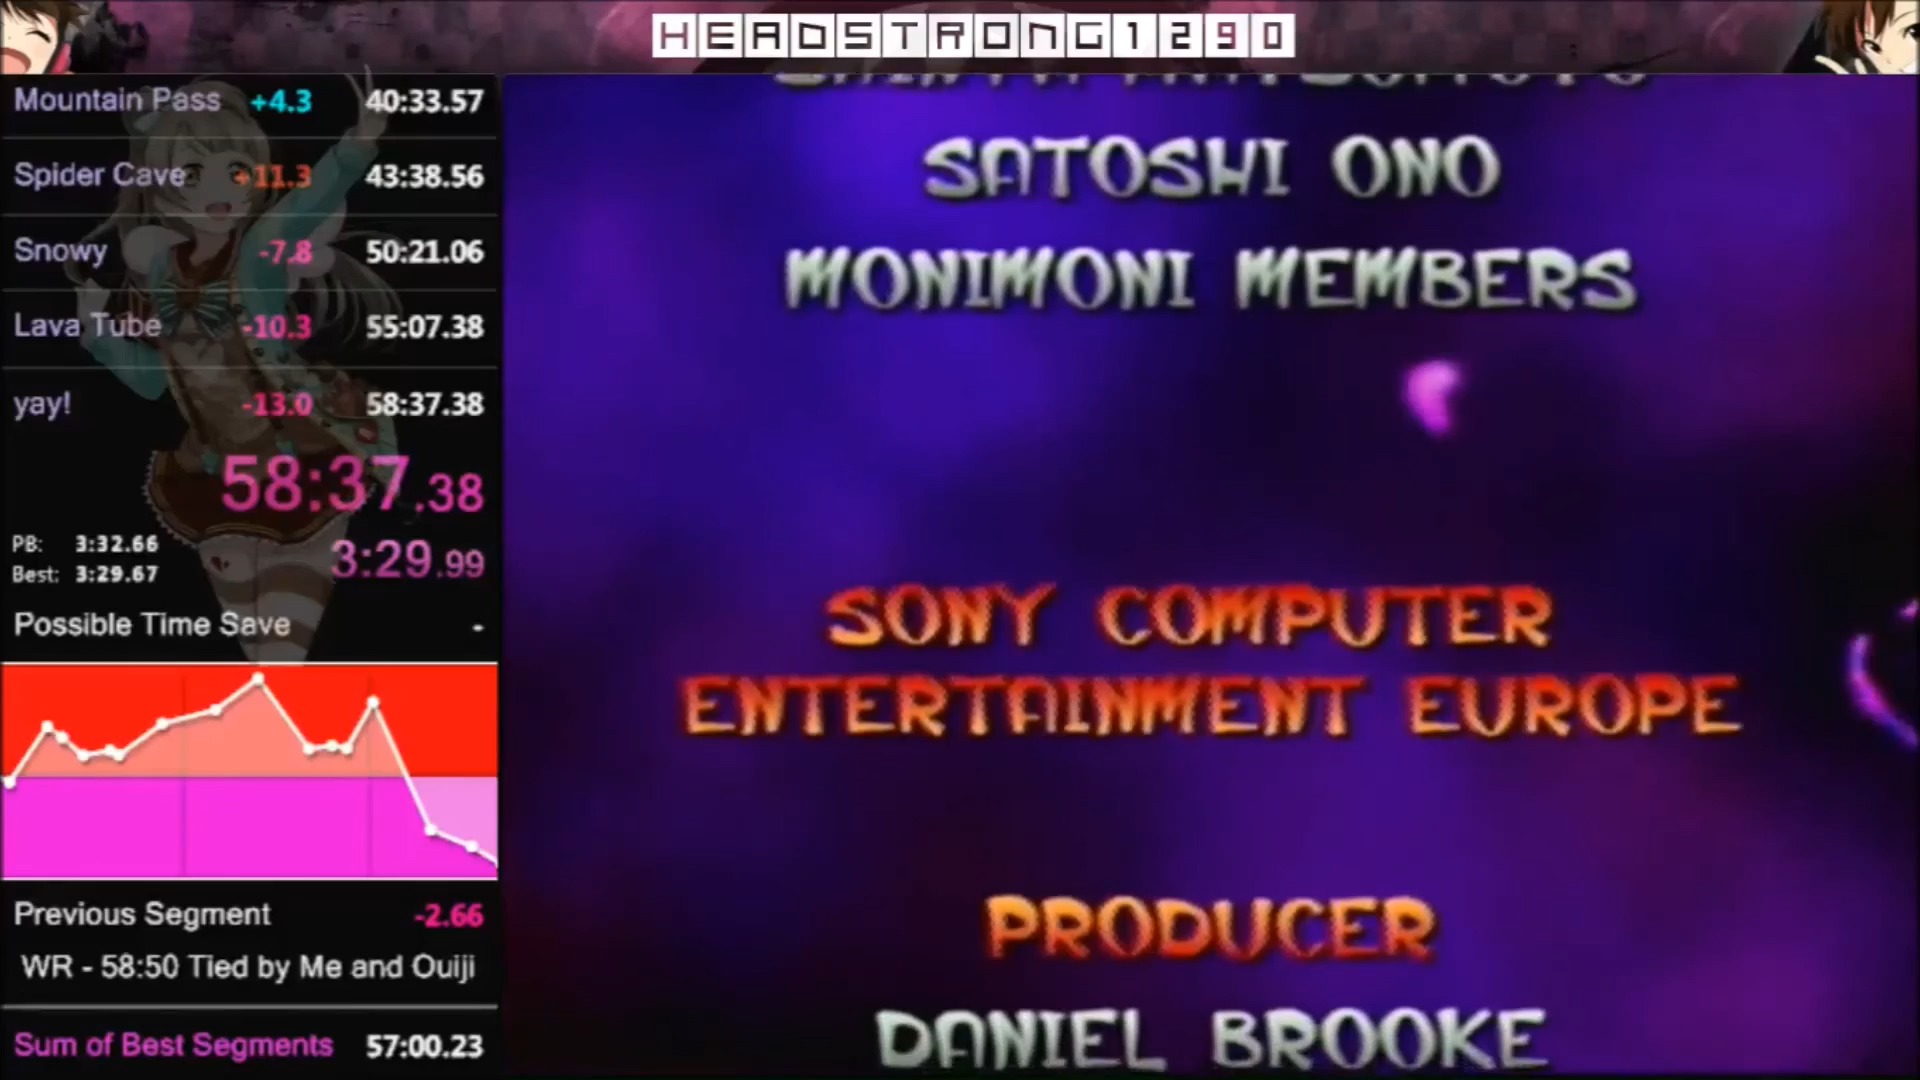 HEADSTRONG1290
Mountain Pass +4.3 40:33.57
Spider Cave +11.3 43:38.56
Snowy -7.8 50:21.06
Lava Tube -10.3 55:07.38
yay! -13.0 58:37.38
58:37.38
PB: 3:32.66
Best: 3:29.67
3:29.99
Possible Time Save -
Previous Segment -2.66
WR - 58:50 Tied by Me and Ouiji
Sum of Best Segments 57:00.23
SATOSHI ONO
MONIMONI MEMBERS
SONY COMPUTER
ENTERTAINMENT EUROPE
PRODUCER
DANIEL BROOKE